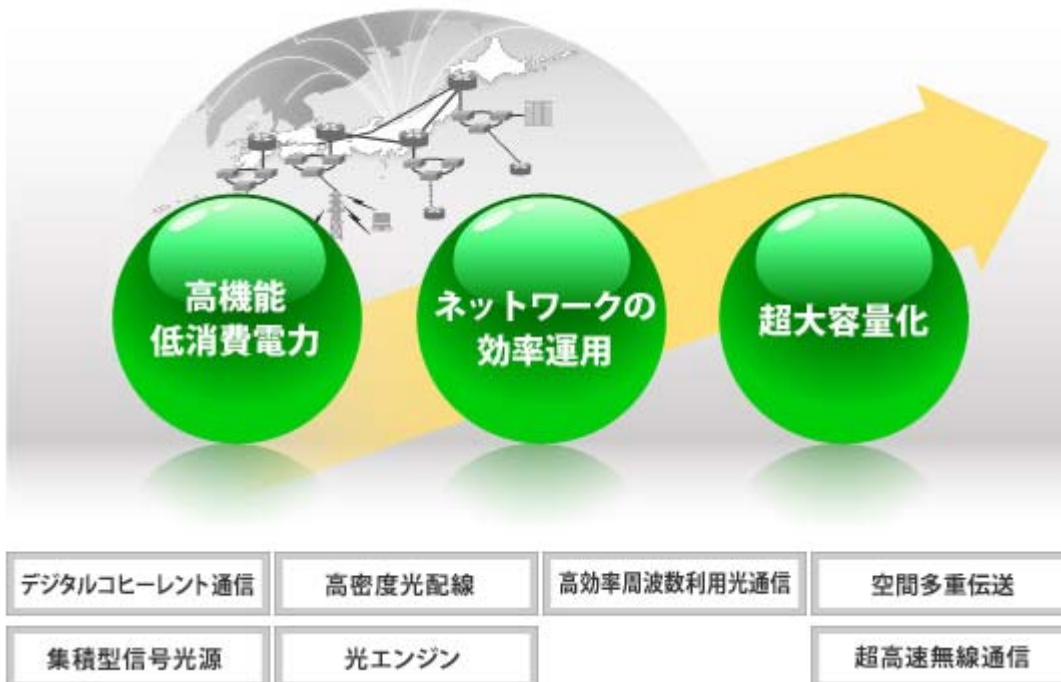 高機能
低消費電力
ネットワークの
効率運用
超大容量化
デジタルコヒーレント通信
高密度光配線
高効率周波数利用光通信
空間多重伝送
集積型信号光源
光エンジン
超高速無線通信